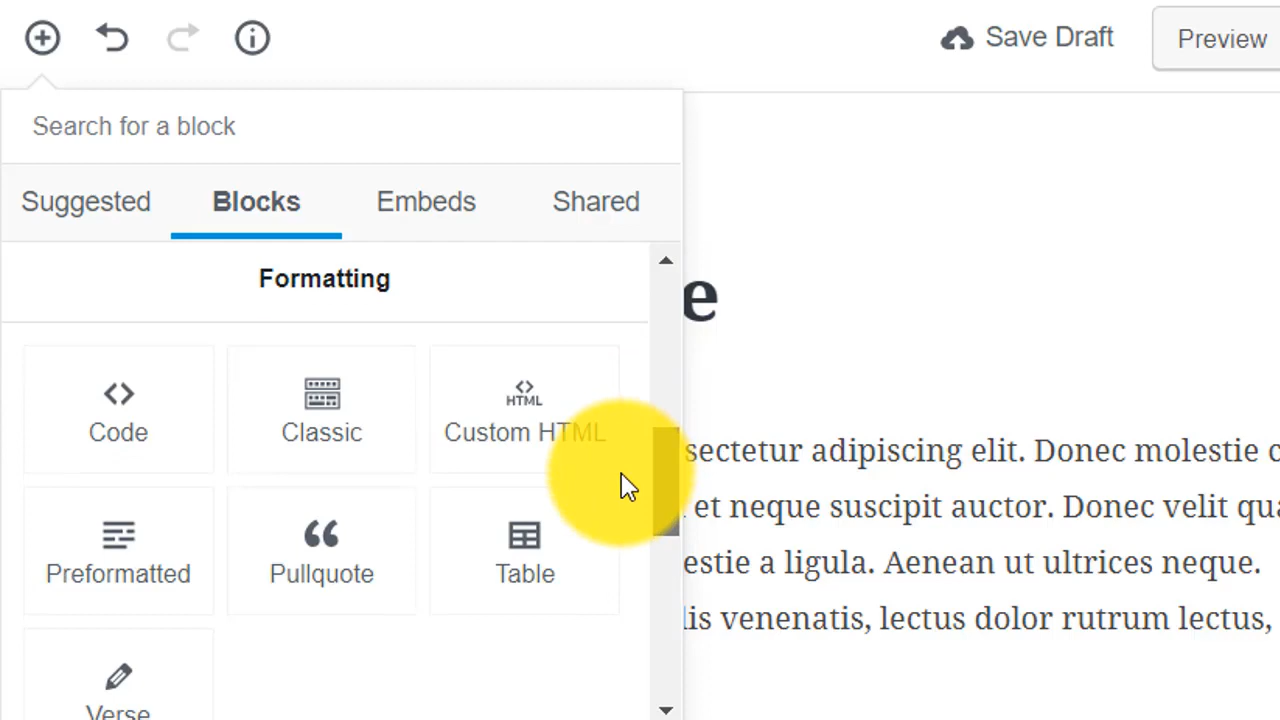 Save Draft
Preview
Search for a block
Suggested Blocks Embeds Shared
Formatting
e
Code
Classic
HTML
Custom HTML
sectetur adipiscing elit. Donec molestie c
et neque suscipit auctor. Donec velit qua
Preformatted
Pullquote
Table
estie a ligula. Aenean ut ultrices neque.
lis venenatis, lectus dolor rutrum lectus,
Verse